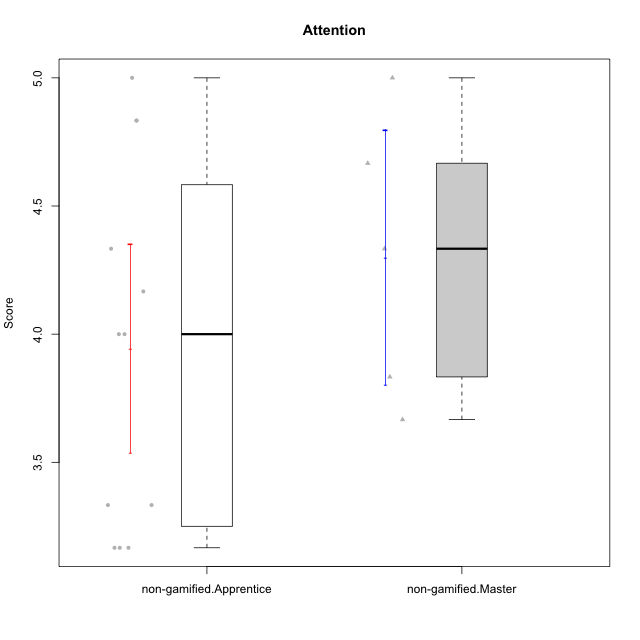 Attention
Score
5.0
4.5
4.0
3.5
non-gamified.Apprentice
non-gamified.Master